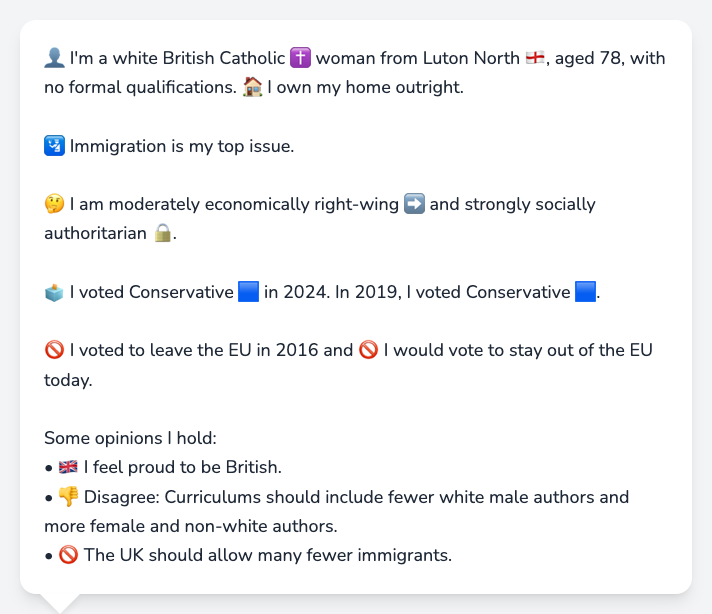 👤 I'm a white British Catholic ✝️ woman from Luton North 🏴󠁧󠁢󠁥󠁮󠁧󠁿, aged 78, with
no formal qualifications. 🏠 I own my home outright.
🛂 Immigration is my top issue.
🤔 I am moderately economically right-wing ➡️ and strongly socially
authoritarian 🔒.
🗳️ I voted Conservative 🟦 in 2024. In 2019, I voted Conservative 🟦.
🚫 I voted to leave the EU in 2016 and 🚫 I would vote to stay out of the EU
today.
Some opinions I hold:
• 🇬🇧 I feel proud to be British.
• 👎 Disagree: Curriculums should include fewer white male authors and
more female and non-white authors.
• 🚫 The UK should allow many fewer immigrants.